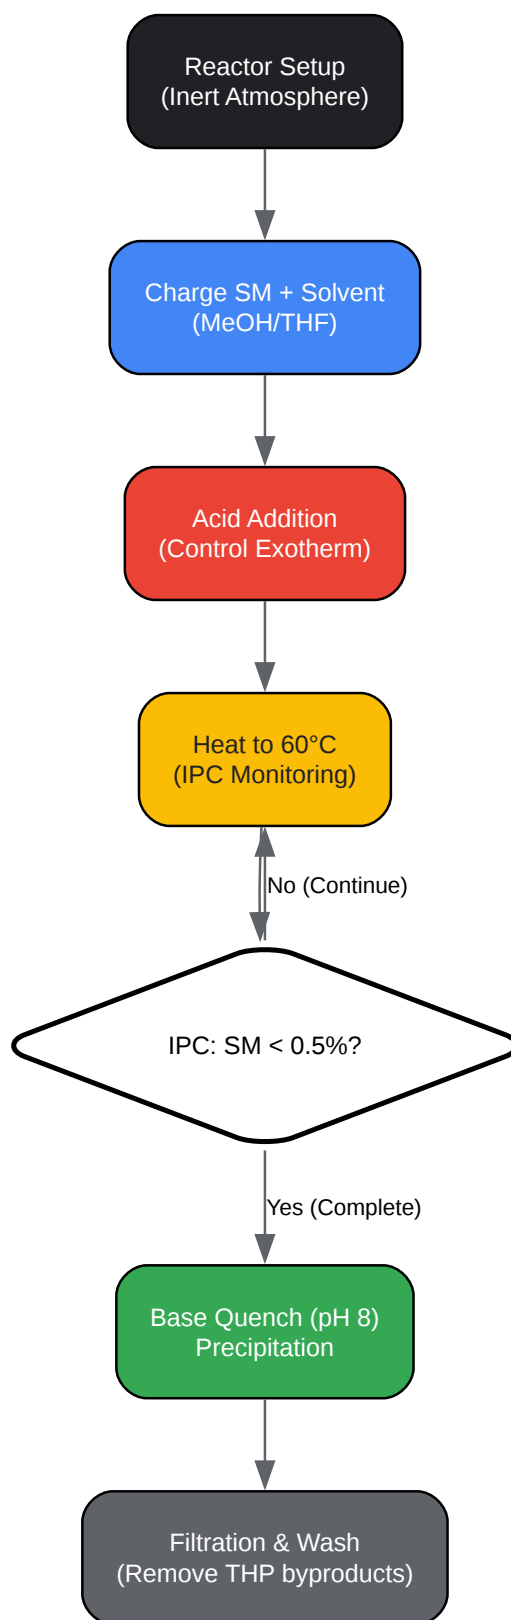 Reactor Setup
(Inert Atmosphere)
Charge SM + Solvent
(MeOH/THF)
Acid Addition
(Control Exotherm)
Heat to 60°C
(IPC Monitoring)
No (Continue)
IPC: SM < 0.5%?
Yes (Complete)
Base Quench (pH 8)
Precipitation
Filtration & Wash
(Remove THP byproducts)